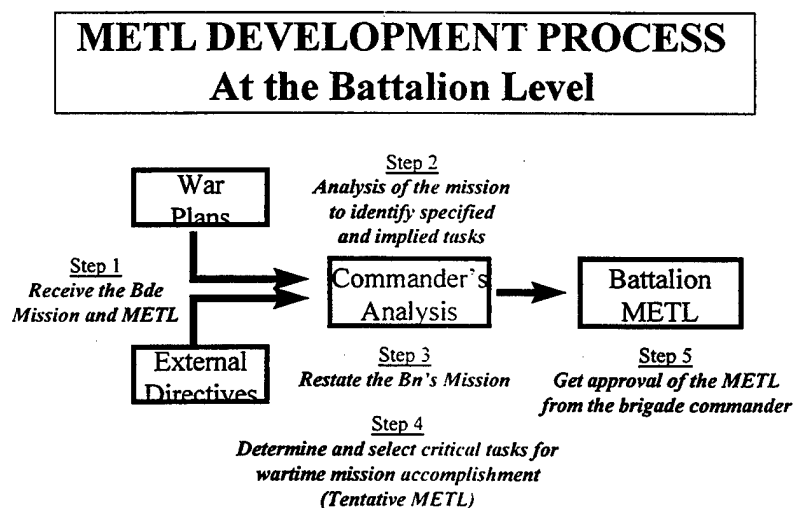 METL DEVELOPMENT PROCESS
At the Battalion Level
War
Plans
Step 1
Receive the Bde
Mission and METL
External
Directives
Step 2
Analysis of the mission
to identify specified
and implied tasks
Commander's
Analysis
Step 3
Restate the Bn's Mission
Step 4
Determine and select critical tasks for
wartime mission accomplishment
(Tentative METL)
Battalion
METL
Step 5
Get approval of the METL
from the brigade commander